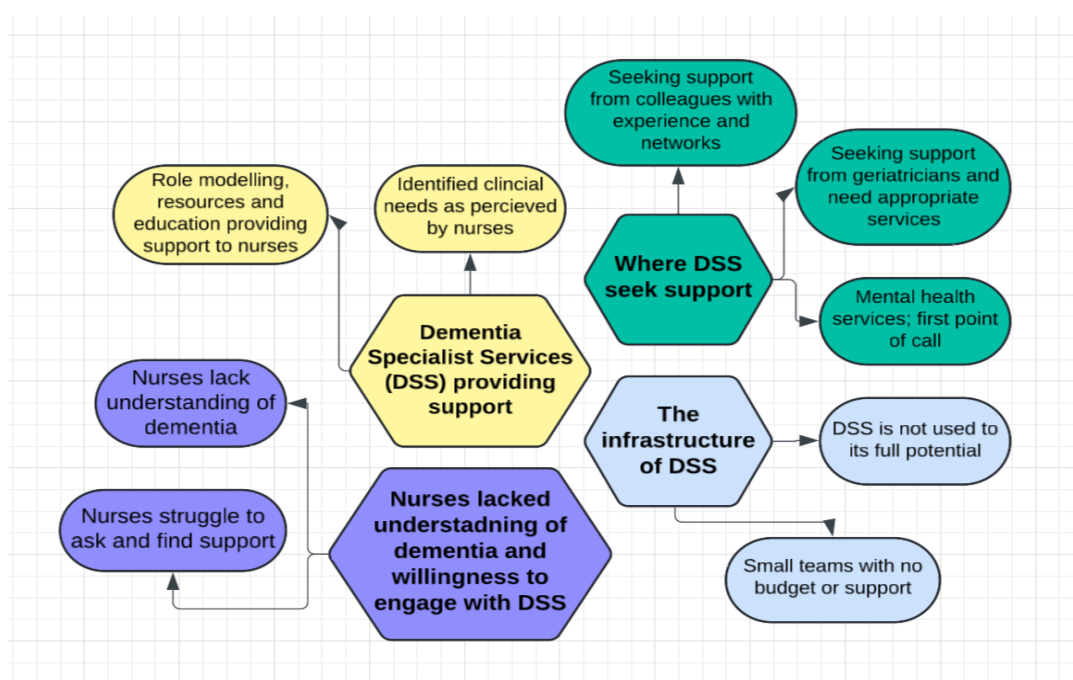 Seeking support
from colleagues with
experience and
networks
Seeking support
from geriatricians and
need appropriate
services
Role modelling,
resources and
education providing
support to nurses
Identified clincial
needs as percieved
by nurses
Where DSS
seek support
Mental health
services; first point
of call
Dementia
Specialist Services
(DSS) providing
support
Nurses lack
understanding of
dementia
The
infrastructure
of DSS
DSS is not used to
its full potential
Nurses lacked
understadning of
dementia and
willingness to
engage with DSS
Nurses struggle to
ask and find support
Small teams with no
budget or support